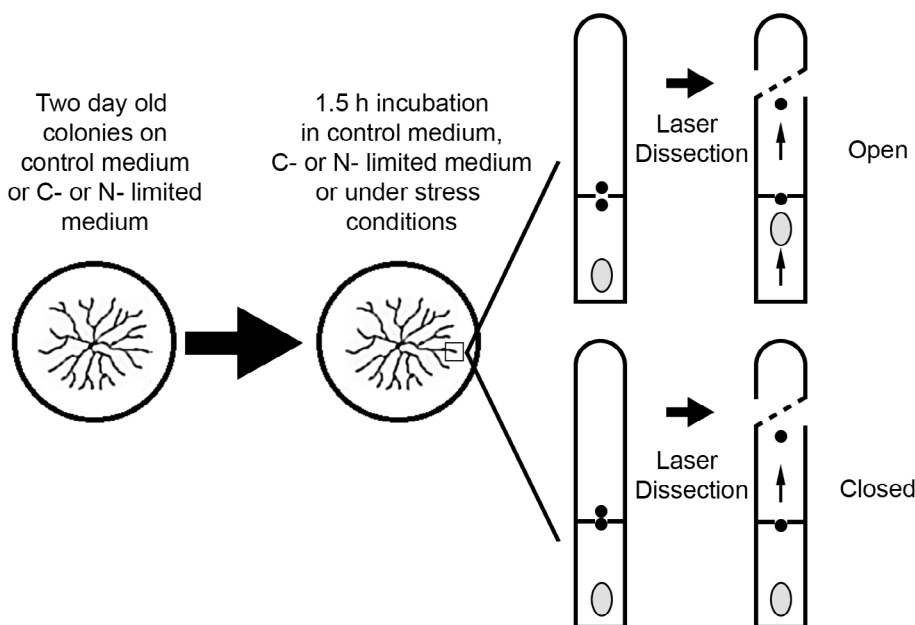 Two day old
colonies on
control medium
or C- or N- limited
medium
1.5 h incubation
in control medium,
C- or N- limited medium
or under stress
conditions
Laser
Dissection
Open
Laser
Dissection
Closed